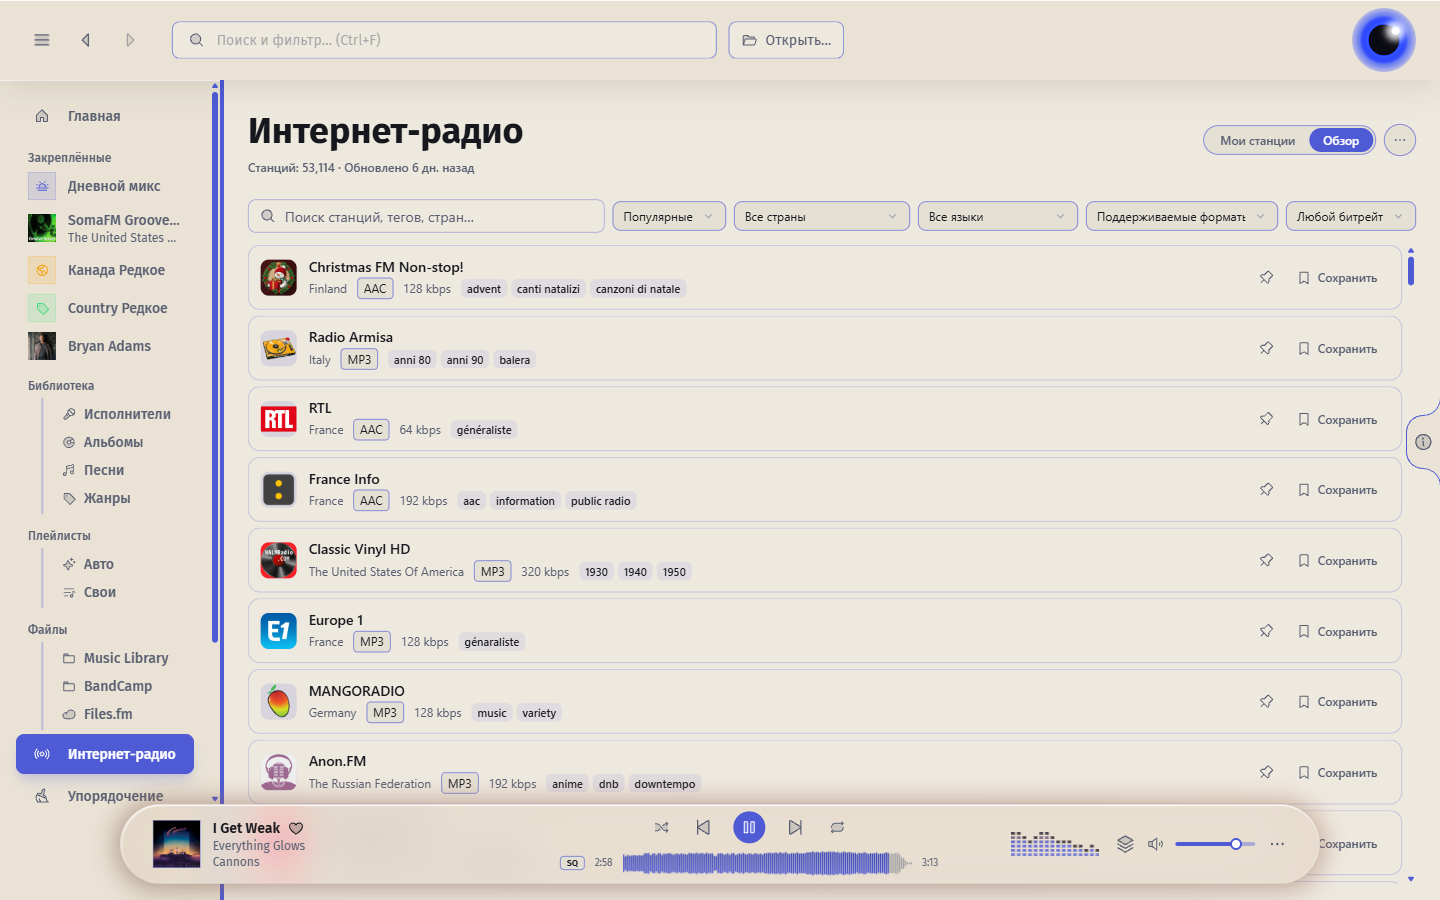 Поиск и фильтр... (Ctrl+F)
Открыть...
Главная
Закреплённые
Дневной микс
SomaFM Groove...
The United States ...
Канада Редкое
Country Редкое
Bryan Adams
Библиотека
Исполнители
Альбомы
Песни
Жанры
Плейлисты
Авто
Свои
Файлы
Music Library
BandCamp
Files.fm
Интернет-радио
Упорядочение
Интернет-радио
Станций: 53,114 · Обновлено 6 дн. назад
Мои станции
Обзор
Поиск станций, тегов, стран...
Популярные
Все страны
Все языки
Поддерживаемые формать
Любой битрейт
Christmas FM Non-stop!
Finland AAC 128 kbps advent canti natalizi canzoni di natale
Сохранить
Radio Armisa
Italy MP3 anni 80 anni 90 balera
Сохранить
RTL
RTL
France AAC 64 kbps généraliste
Сохранить
France Info
France AAC 192 kbps aac information public radio
Сохранить
Classic Vinyl HD
The United States Of America MP3 320 kbps 1930 1940 1950
Сохранить
E1
Europe 1
France MP3 128 kbps génaraliste
Сохранить
MANGORADIO
Germany MP3 128 kbps music variety
Сохранить
Anon.FM
The Russian Federation MP3 192 kbps anime dnb downtempo
Сохранить
Сохранить
I Get Weak
Everything Glows
Cannons
SQ 2:58
3:13